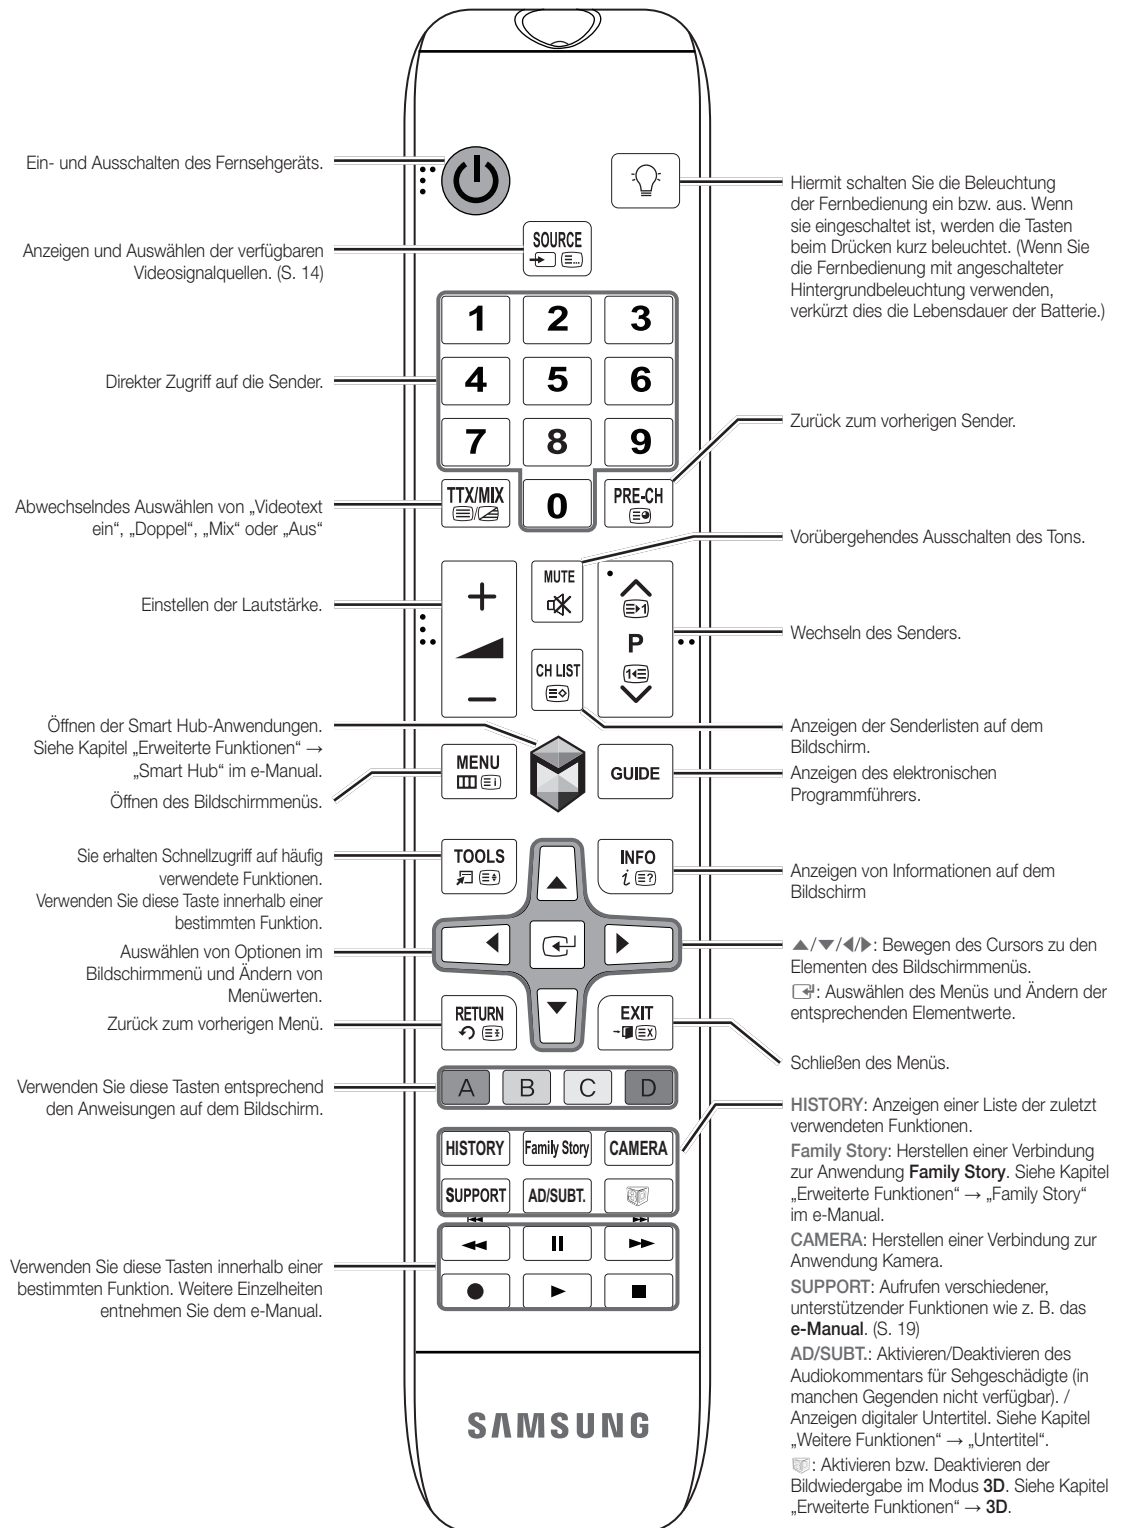 Ein- und Ausschalten des Fernsehgeräts.
Hiermit schalten Sie die Beleuchtung
der Fernbedienung ein bzw. aus. Wenn
sie eingeschaltet ist, werden die Tasten
beim Drücken kurz beleuchtet. (Wenn Sie
die Fernbedienung mit angeschalteter
Hintergrundbeleuchtung verwenden,
verkürzt dies die Lebensdauer der Batterie.)
SOURCE
Anzeigen und Auswählen der verfügbaren
Videosignalquellen. (S. 14)
1 2 3
4 5 6
7 8 9
0
Direkter Zugriff auf die Sender.
Zurück zum vorherigen Sender.
TTX/MIX
PRE-CH
Abwechselndes Auswählen von „Videotext
ein“, „Doppel“, „Mix“ oder „Aus“
Vorübergehendes Ausschalten des Tons.
MUTE
Einstellen der Lautstärke.
P
Wechseln des Senders.
CH LIST
Öffnen der Smart Hub-Anwendungen.
Siehe Kapitel „Erweiterte Funktionen“ →
„Smart Hub“ im e-Manual.
Anzeigen der Senderlisten auf dem
Bildschirm.
MENU
GUIDE
Anzeigen des elektronischen
Programmführers.
Öffnen des Bildschirmmenüs.
TOOLS
INFO
Sie erhalten Schnellzugriff auf häufig
verwendete Funktionen.
Verwenden Sie diese Taste innerhalb einer
bestimmten Funktion.
Anzeigen von Informationen auf dem
Bildschirm
Auswählen von Optionen im
Bildschirmmenü und Ändern von
Menüwerten.
▲/▼/◀/▶: Bewegen des Cursors zu den
Elementen des Bildschirmmenüs.
: Auswählen des Menüs und Ändern der
entsprechenden Elementwerte.
RETURN
EXIT
Zurück zum vorherigen Menü.
Schließen des Menüs.
A B C D
Verwenden Sie diese Tasten entsprechend
den Anweisungen auf dem Bildschirm.
HISTORY Family Story CAMERA
SUPPORT AD/SUBT.
HISTORY: Anzeigen einer Liste der zuletzt
verwendeten Funktionen.
Family Story: Herstellen einer Verbindung
zur Anwendung Family Story. Siehe Kapitel
„Erweiterte Funktionen“ → „Family Story“
im e-Manual.
CAMERA: Herstellen einer Verbindung zur
Anwendung Kamera.
SUPPORT: Aufrufen verschiedener,
unterstützender Funktionen wie z. B. das
e-Manual. (S. 19)
AD/SUBT.: Aktivieren/Deaktivieren des
Audiokommentars für Sehgeschädigte (in
manchen Gegenden nicht verfügbar). /
Anzeigen digitaler Untertitel. Siehe Kapitel
„Weitere Funktionen“ → „Untertitel“.
: Aktivieren bzw. Deaktivieren der
Bildwiedergabe im Modus 3D. Siehe Kapitel
„Erweiterte Funktionen“ → 3D.
Verwenden Sie diese Tasten innerhalb einer
bestimmten Funktion. Weitere Einzelheiten
entnehmen Sie dem e-Manual.
SAMSUNG